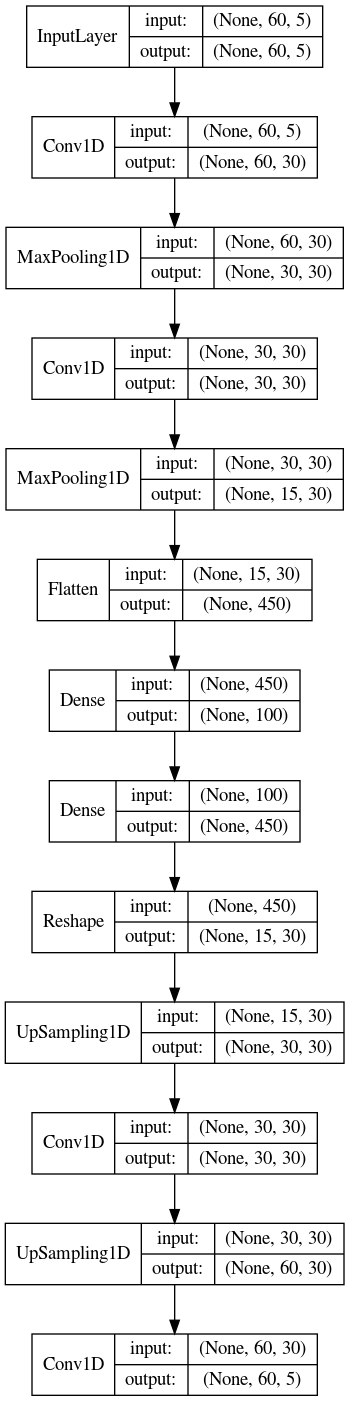 InputLayer
input: (None, 60, 5)
output: (None, 60, 5)
Conv1D
input: (None, 60, 5)
output: (None, 60, 30)
MaxPooling1D
input: (None, 60, 30)
output: (None, 30, 30)
Conv1D
input: (None, 30, 30)
output: (None, 30, 30)
MaxPooling1D
input: (None, 30, 30)
output: (None, 15, 30)
Flatten
input: (None, 15, 30)
output: (None, 450)
Dense
input: (None, 450)
output: (None, 100)
Dense
input: (None, 100)
output: (None, 450)
Reshape
input: (None, 450)
output: (None, 15, 30)
UpSampling1D
input: (None, 15, 30)
output: (None, 30, 30)
Conv1D
input: (None, 30, 30)
output: (None, 30, 30)
UpSampling1D
input: (None, 30, 30)
output: (None, 60, 30)
Conv1D
input: (None, 60, 30)
output: (None, 60, 5)